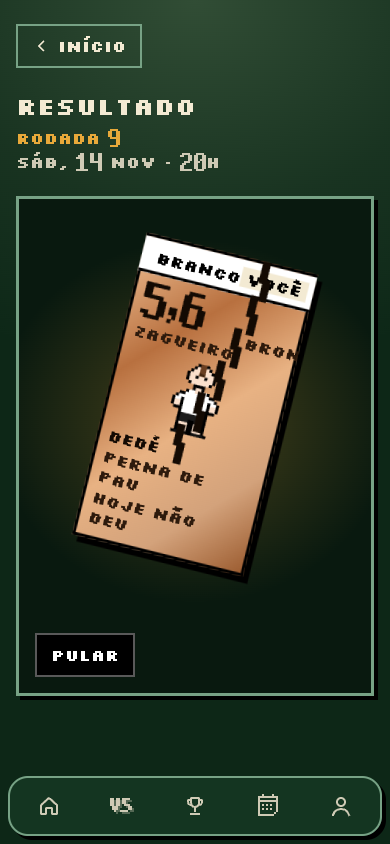 INÍCIO
RESULTADO
RODADA 9
SÁB, 14 NOV · 20H
BRANCO VOCÊ
5,6
ZAGUEIRO BRON
DEDÉ
PERNA DE
PAU
HOJE NÃO
DEU
PULAR
VS